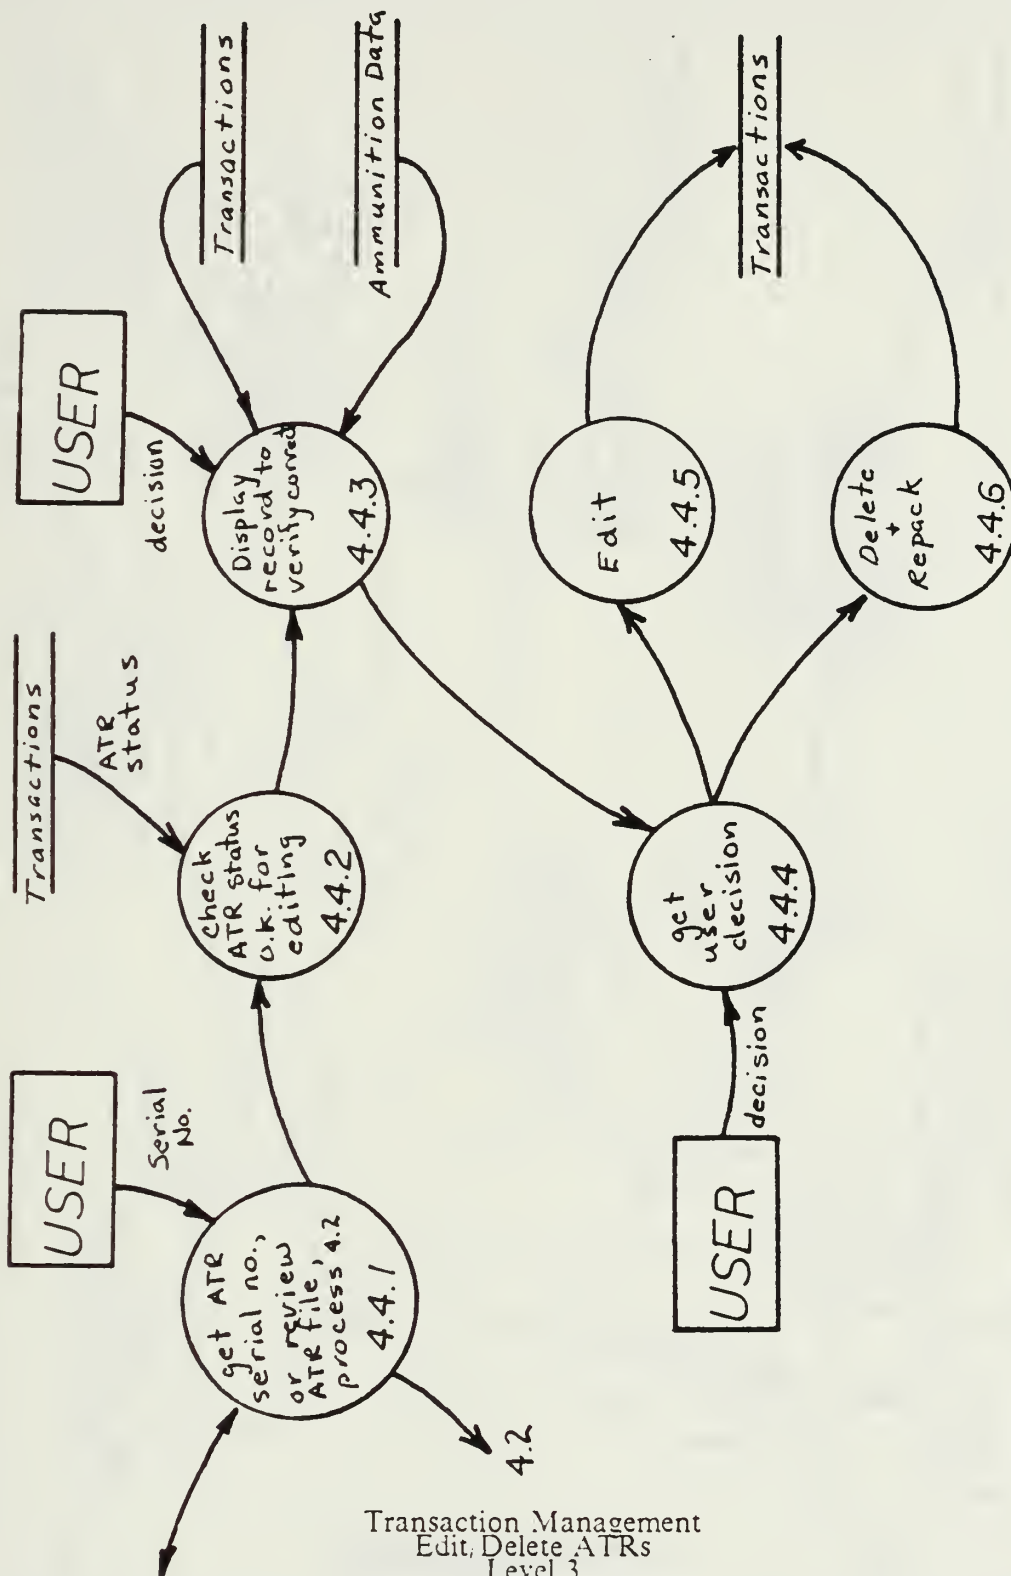 USER
Serial
No.
get ATR
serial no.,
or review
ATR file,
process 4.2
4.4.1
4.2
Transactions
ATR
status
check
ATR status
o.k. for
editing
4.4.2
USER
decision
Display
record to
verify correct
4.4.3
Transactions
Ammunition Data
USER
decision
get
user
decision
4.4.4
Edit
4.4.5
Delete
+
Repack
4.4.6
Transactions
Transaction Management
Edit, Delete ATRs
Level 3